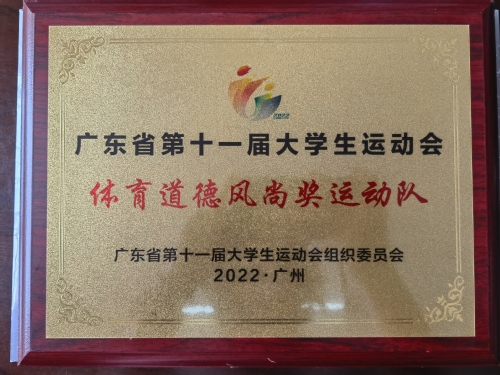 广东省第十一届大学生运动会
体育道德风尚奖运动队
广东省第十一届大学生运动会组织委员会
2022·广州